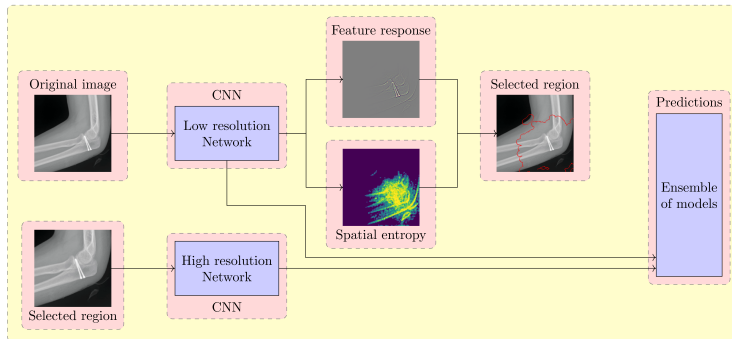 Feature response
Original image
CNN
Low resolution
Network
Selected region
Predictions
Ensemble
of models
Spatial entropy
High resolution
Network
CNN
Selected region